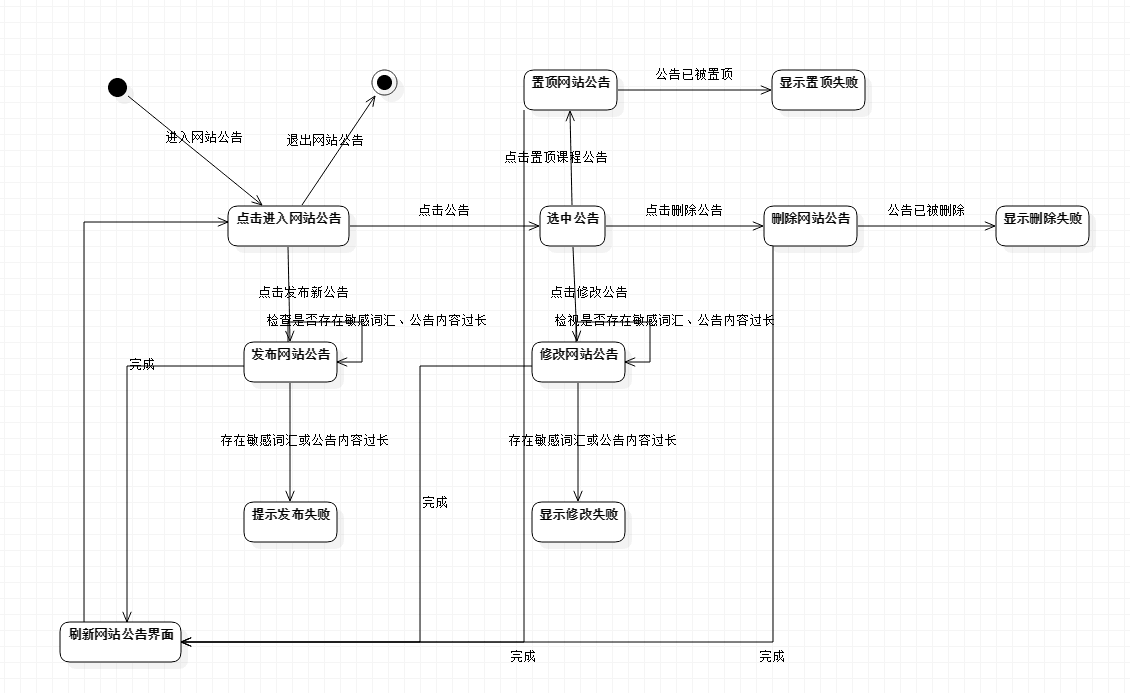 置顶网站公告
公告已被置顶
显示置顶失败
进入网站公告
退出网站公告
点击置顶课程公告
点击进入网站公告
点击公告
选中公告
点击删除公告
删除网站公告
公告已被删除
显示删除失败
点击发布新公告
点击修改公告
检查是否存在敏感词汇、公告内容过长
检视是否存在敏感词汇、公告内容过长
发布网站公告
修改网站公告
完成
存在敏感词汇或公告内容过长
存在敏感词汇或公告内容过长
完成
提示发布失败
显示修改失败
刷新网站公告界面
完成
完成